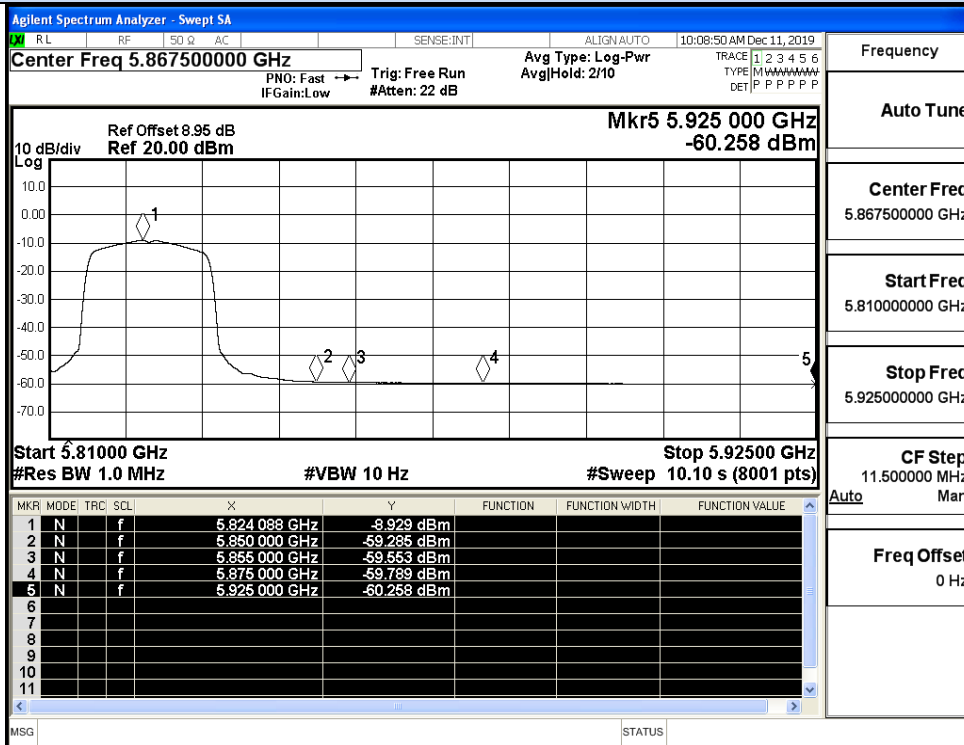 Agilent Spectrum Analyzer - Swept SA
LXI RL RF 50 Ω AC SENSE:INT ALIGN AUTO 10:08:50 AM Dec 11, 2019
Center Freq 5.867500000 GHz
PNO: Fast Trig: Free Run Avg Type: Log-Pwr TRACE 1 2 3 4 5 6
IFGain:Low #Atten: 22 dB Avg|Hold: 2/10 TYPE M WWWWW
DET P P P P P P
Mkr5 5.925 000 GHz
-60.258 dBm
Ref Offset 8.95 dB
10 dB/div Ref 20.00 dBm
Log
10.0
0.00
-10.0
-20.0
-30.0
-40.0
-50.0
-60.0
-70.0
1
2
3
4
5
Start 5.81000 GHz Stop 5.92500 GHz
#Res BW 1.0 MHz #VBW 10 Hz #Sweep 10.10 s (8001 pts)
MKR MODE TRC SCL X Y FUNCTION FUNCTION WIDTH FUNCTION VALUE
1 N f 5.824 088 GHz -8.929 dBm
2 N f 5.850 000 GHz -59.285 dBm
3 N f 5.855 000 GHz -59.553 dBm
4 N f 5.875 000 GHz -59.789 dBm
5 N f 5.925 000 GHz -60.258 dBm
6
7
8
9
10
11
MSG STATUS
Frequency
Auto Tune
Center Freq
5.867500000 GHz
Start Freq
5.810000000 GHz
Stop Freq
5.925000000 GHz
CF Step
11.500000 MHz
Auto Man
Freq Offset
0 Hz